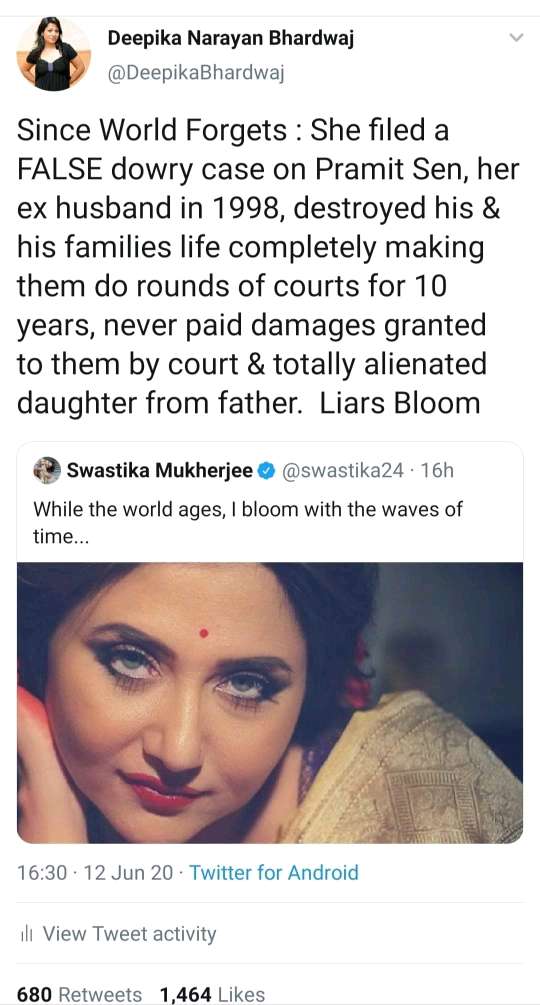 Deepika Narayan Bhardwaj
@DeepikaBhardwaj
Since World Forgets : She filed a
FALSE dowry case on Pramit Sen, her
ex husband in 1998, destroyed his &
his families life completely making
them do rounds of courts for 10
years, never paid damages granted
to them by court & totally alienated
daughter from father.  Liars Bloom
Swastika Mukherjee @swastika24 · 16h
While the world ages, I bloom with the waves of
time...
16:30 · 12 Jun 20 · Twitter for Android
View Tweet activity
680 Retweets 1,464 Likes